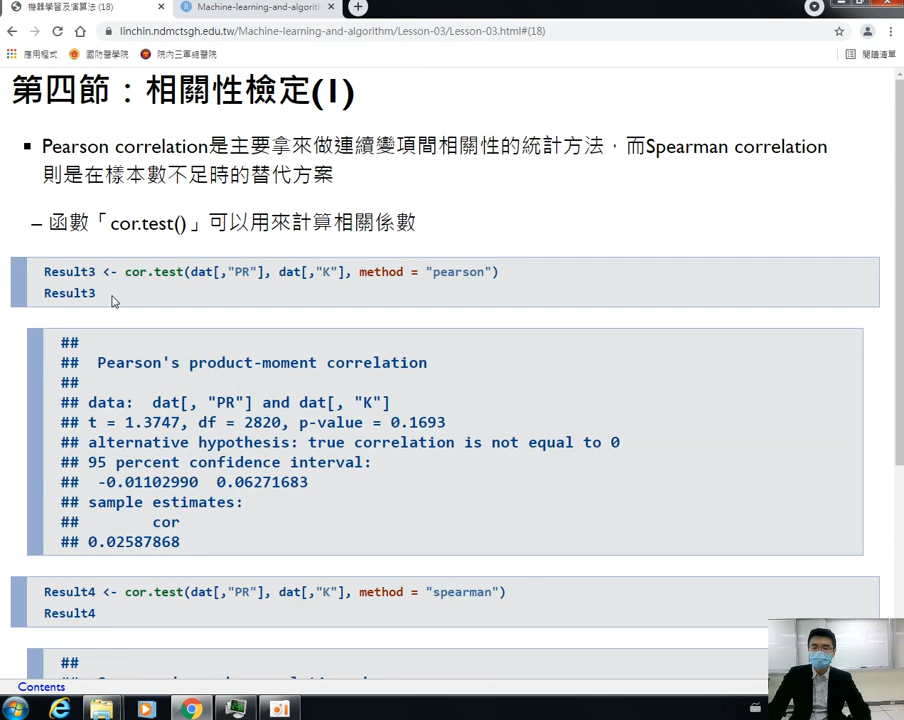 機器學習及演算法 (18)
Machine-learning-and-algorith
linchin.ndmctsgh.edu.tw/Machine-learning-and-algorithm/Lesson-03/Lesson-03.html#(18)
應用程式
國防醫學院
院內三軍總醫院
閱讀清單
第四節：相關性檢定(1)
Pearson correlation是主要拿來做連續變項間相關性的統計方法，而Spearman correlation
則是在樣本數不足時的替代方案
– 函數「cor.test()」可以用來計算相關係數
Result3 <- cor.test(dat[,"PR"], dat[,"K"], method = "pearson")
Result3
##
##  Pearson's product-moment correlation
##
## data:  dat[, "PR"] and dat[, "K"]
## t = 1.3747, df = 2820, p-value = 0.1693
## alternative hypothesis: true correlation is not equal to 0
## 95 percent confidence interval:
##  -0.01102990  0.06271683
## sample estimates:
##        cor
## 0.02587868
Result4 <- cor.test(dat[,"PR"], dat[,"K"], method = "spearman")
Result4
##
Contents